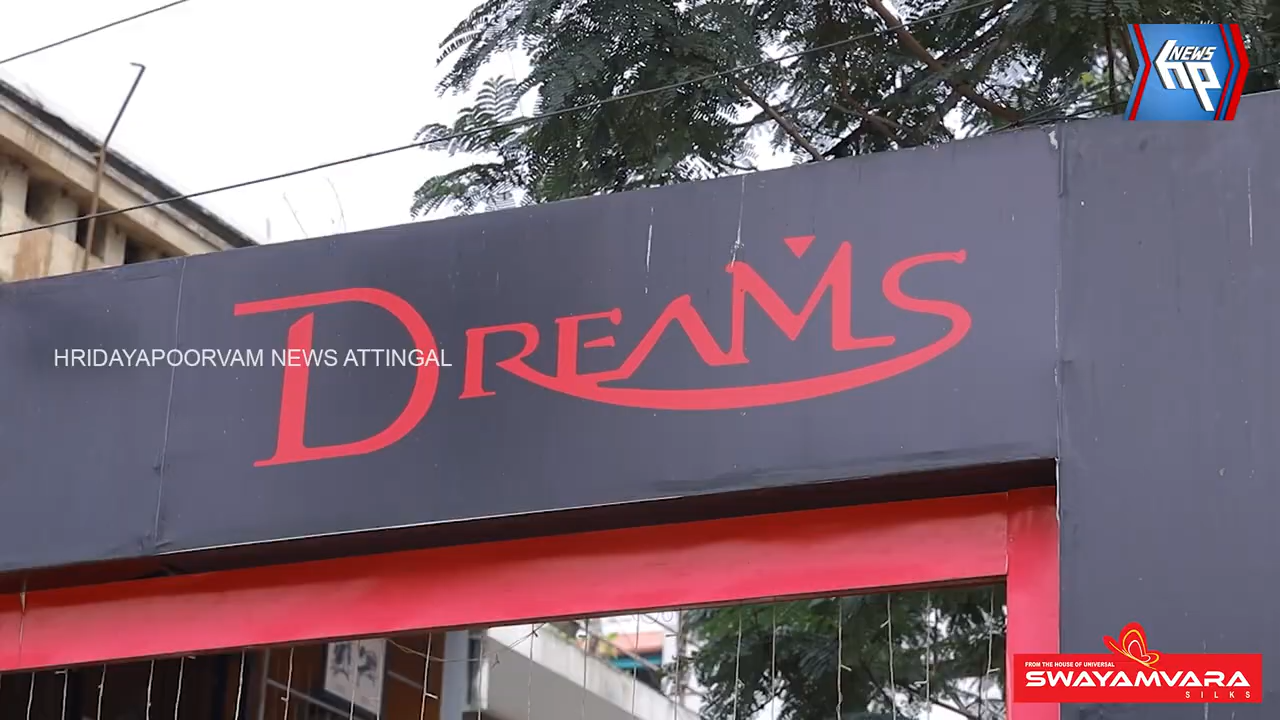 NEWS
hp
DREAMS
HRIDAYAPOORVAM NEWS ATTINGAL
FROM THE HOUSE OF UNIVERSAL
SWAYAMVARA
SILKS